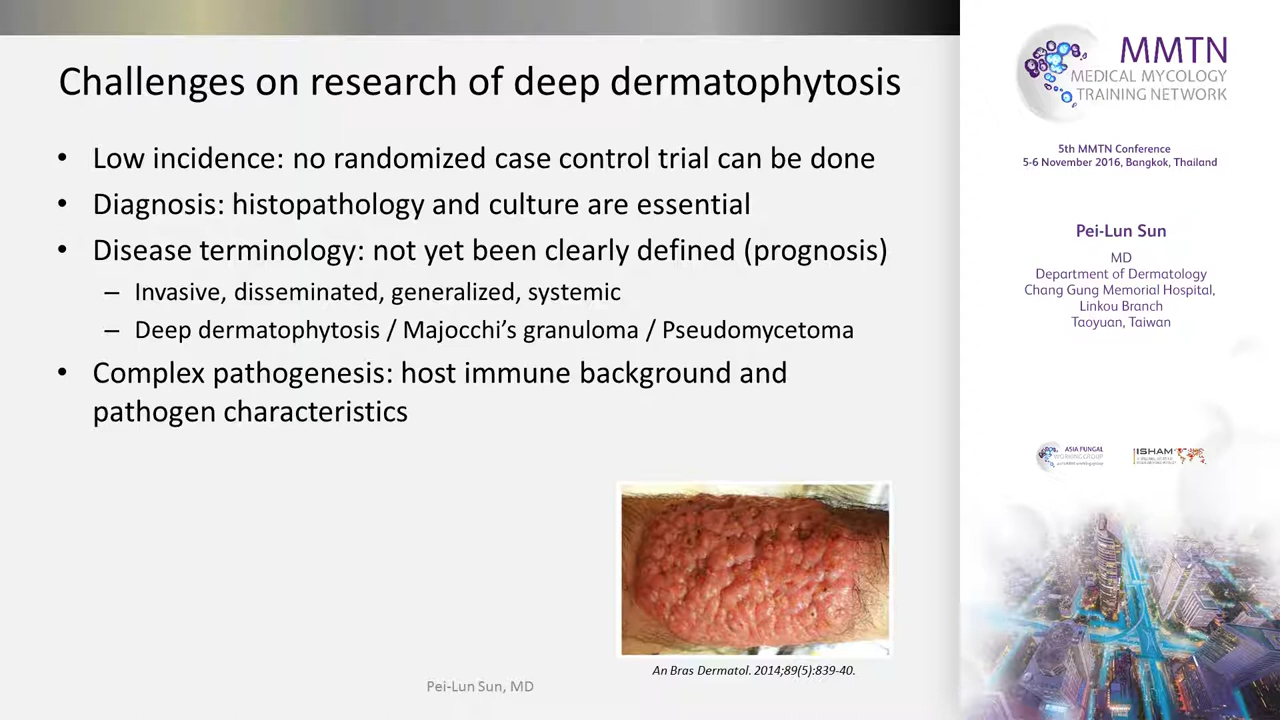 Challenges on research of deep dermatophytosis
• Low incidence: no randomized case control trial can be done
• Diagnosis: histopathology and culture are essential
• Disease terminology: not yet been clearly defined (prognosis)
– Invasive, disseminated, generalized, systemic
– Deep dermatophytosis / Majocchi’s granuloma / Pseudomycetoma
• Complex pathogenesis: host immune background and
pathogen characteristics
An Bras Dermatol. 2014;89(5):839-40.
Pei-Lun Sun, MD
MMTN
MEDICAL MYCOLOGY
TRAINING NETWORK
5th MMTN Conference
5-6 November 2016, Bangkok, Thailand
Pei-Lun Sun
MD
Department of Dermatology
Chang Gung Memorial Hospital,
Linkou Branch
Taoyuan, Taiwan
ASIA FUNGAL
WORKING GROUP
ISHAM